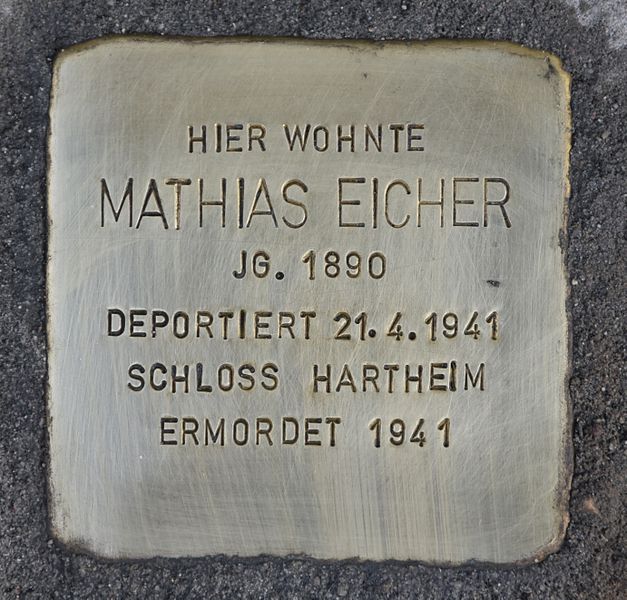 HIER WOHNTE
MATHIAS EICHER
JG. 1890
DEPORTIERT 21.4.1941
SCHLOSS HARTHEIM
ERMORDET 1941